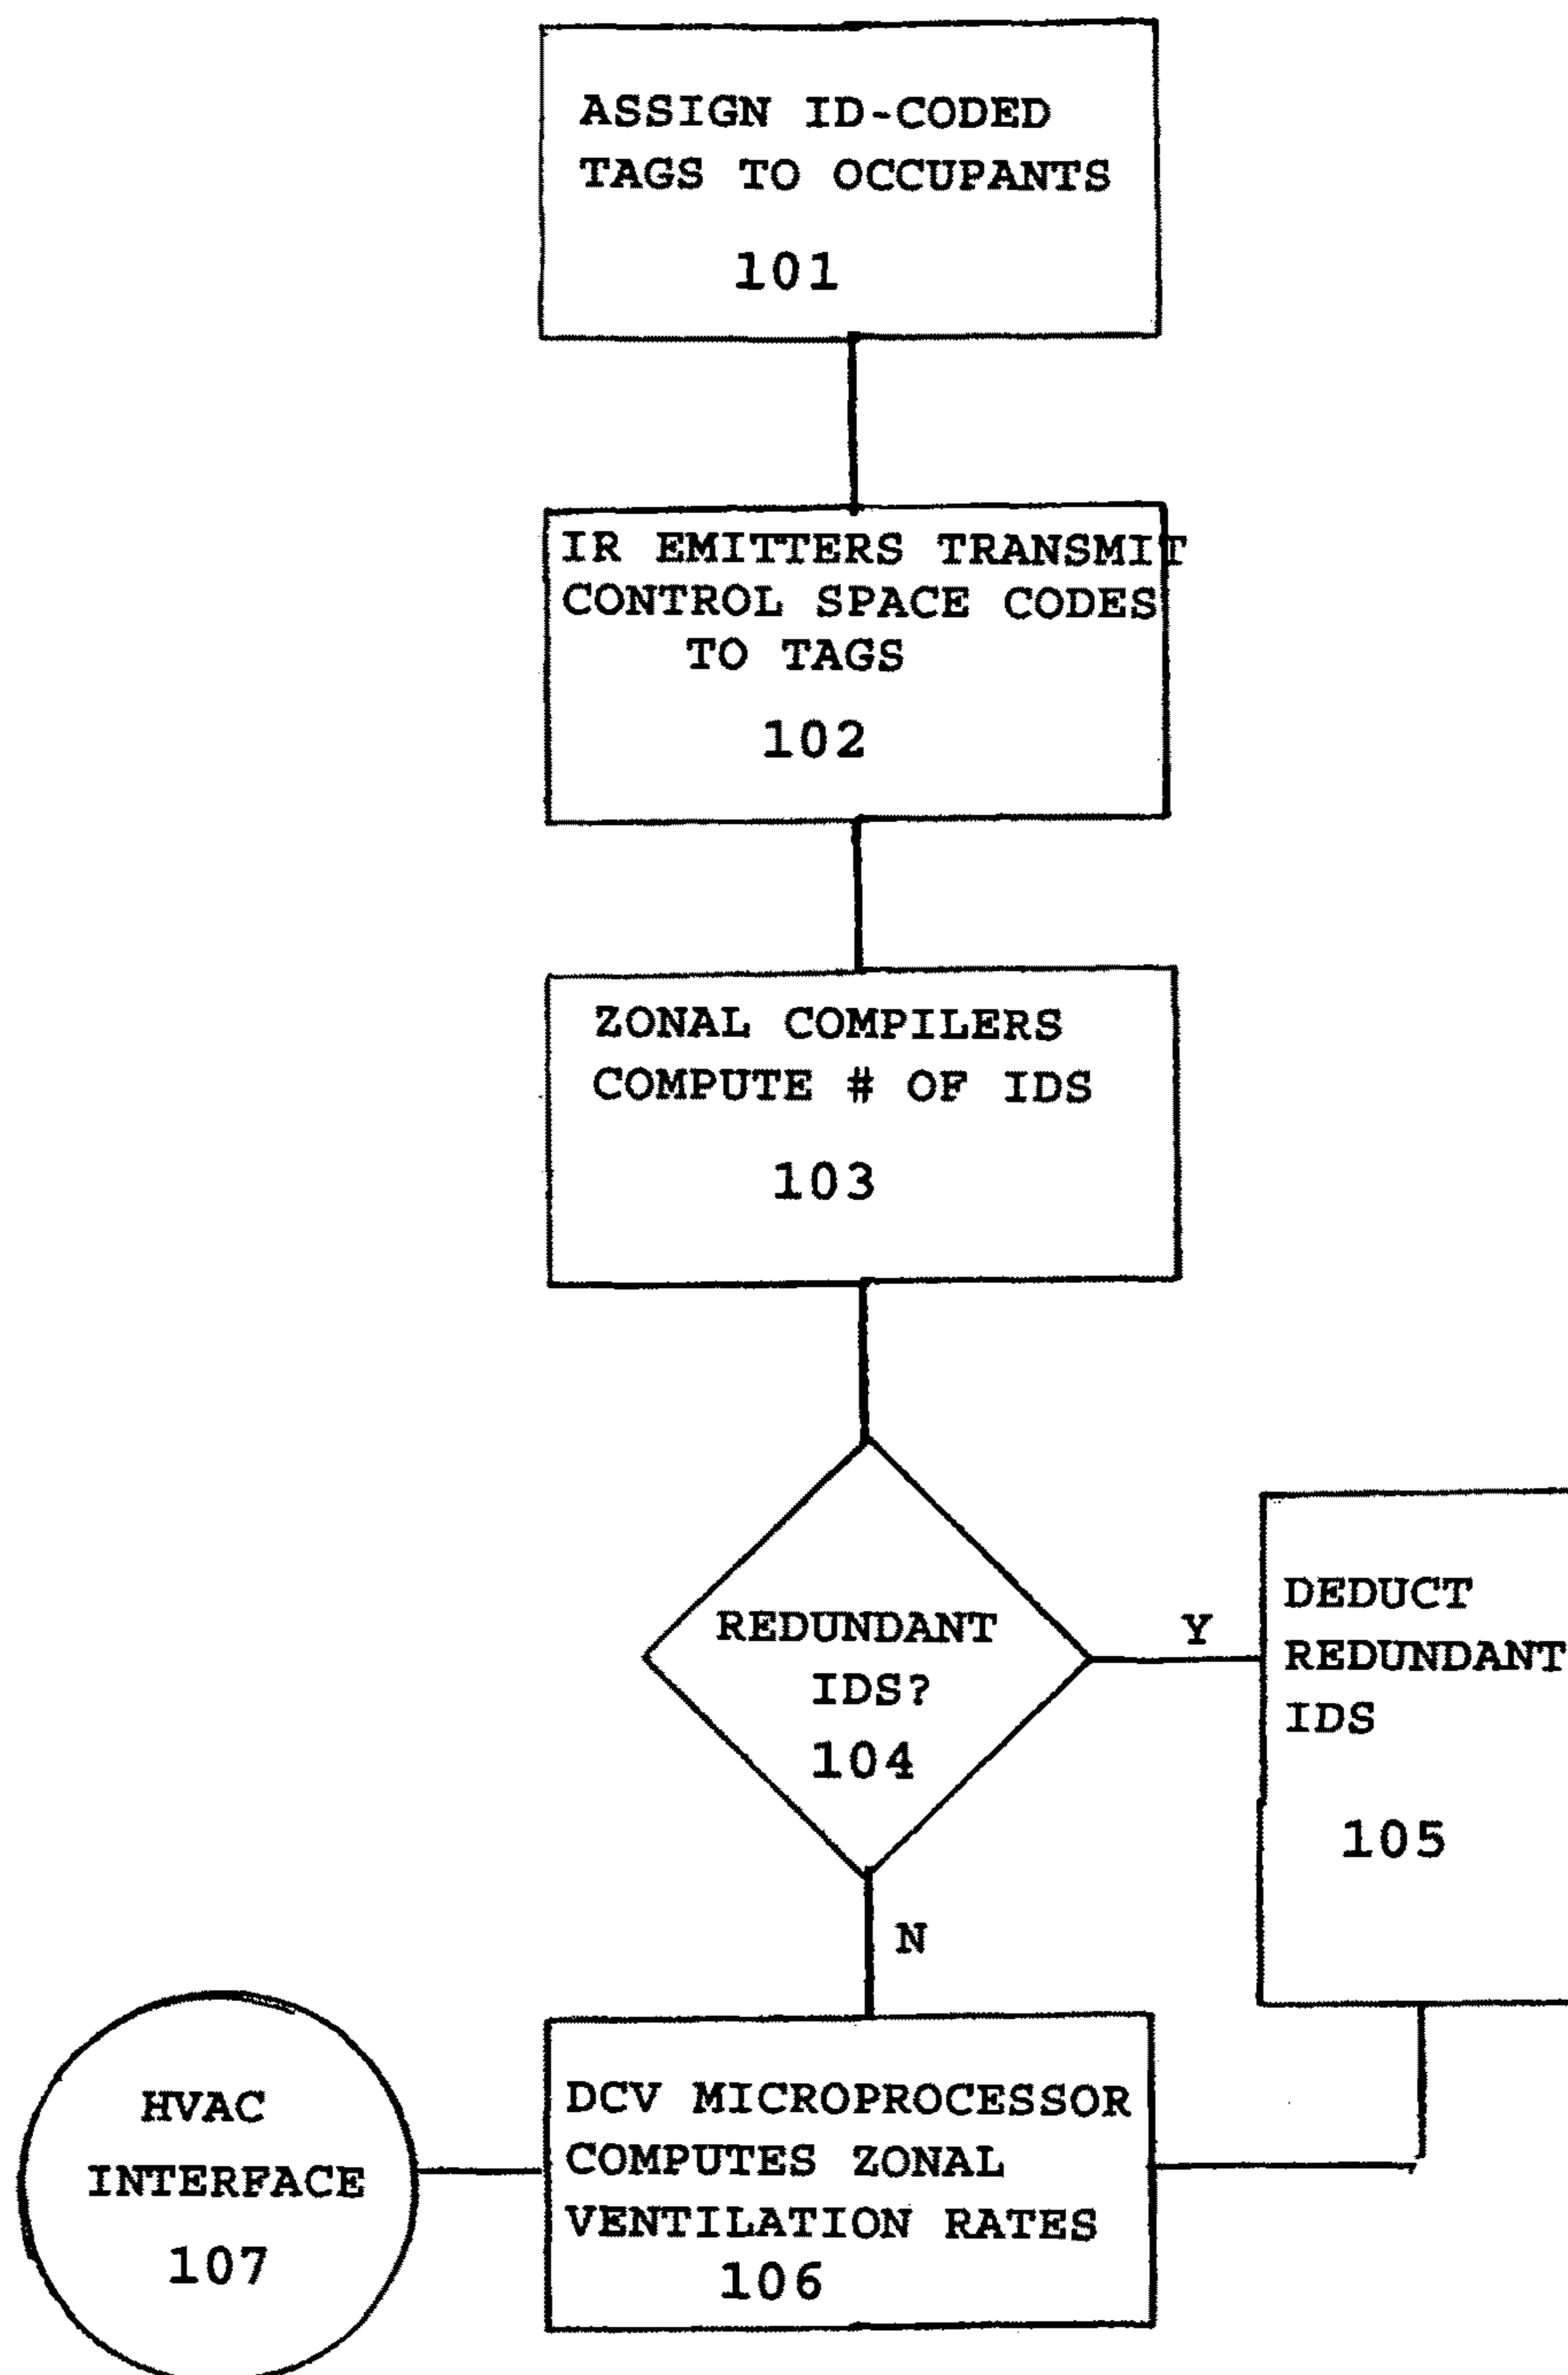 ASSIGN ID-CODED
TAGS TO OCCUPANTS
101
IR EMITTERS TRANSMIT
CONTROL SPACE CODES
TO TAGS
102
ZONAL COMPILERS
COMPUTE # OF IDS
103
REDUNDANT
IDS?
104
Y
DEDUCT
REDUNDANT
IDS
105
N
DCV MICROPROCESSOR
COMPUTES ZONAL
VENTILATION RATES
106
HVAC
INTERFACE
107